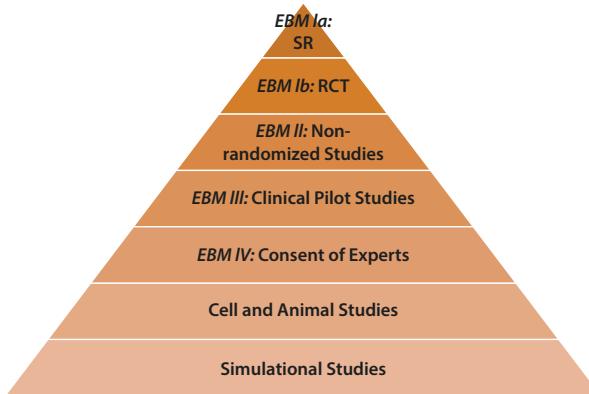 EBM Ia:
SR
EBM Ib: RCT
EBM II: Non-
randomized Studies
EBM III: Clinical Pilot Studies
EBM IV: Consent of Experts
Cell and Animal Studies
Simulational Studies